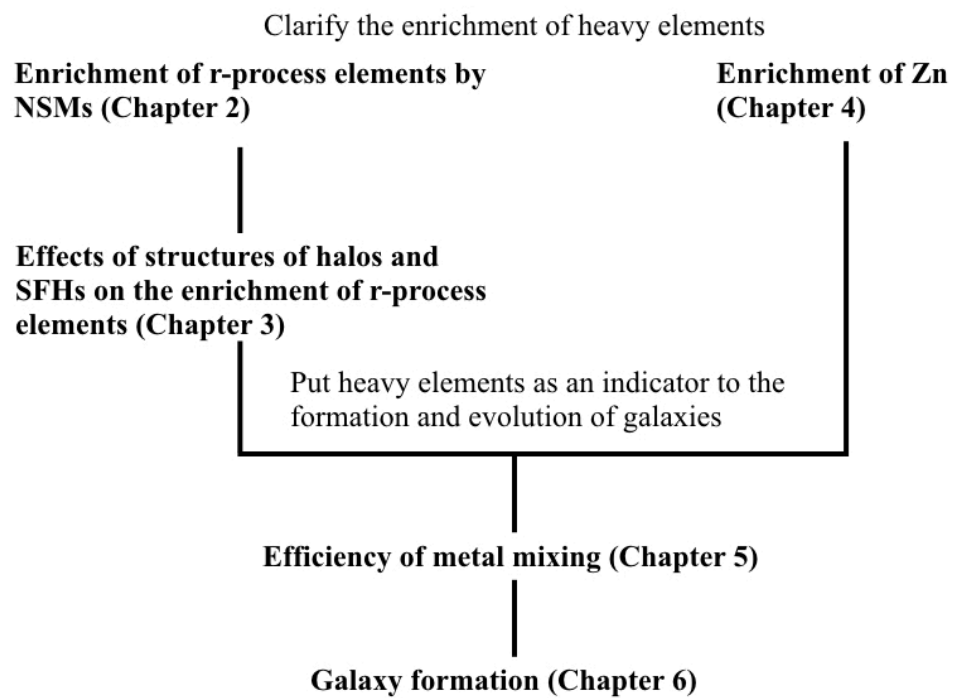 Clarify the enrichment of heavy elements
Enrichment of r-process elements by
NSMs (Chapter 2)
Enrichment of Zn
(Chapter 4)
Effects of structures of halos and
SFHs on the enrichment of r-process
elements (Chapter 3)
Put heavy elements as an indicator to the
formation and evolution of galaxies
Efficiency of metal mixing (Chapter 5)
Galaxy formation (Chapter 6)